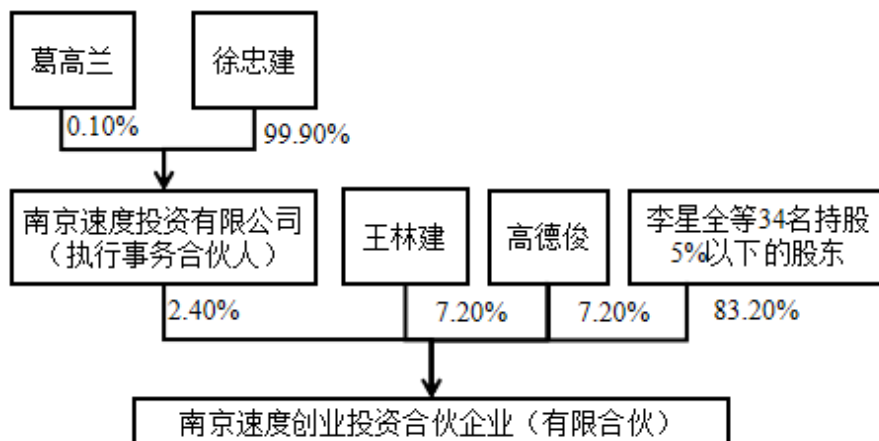 葛高兰
徐忠建
0.10%
99.90%
南京速度投资有限公司
（执行事务合伙人）
王林建
高德俊
李星全等34名持股
5%以下的股东
2.40%
7.20%
7.20%
83.20%
南京速度创业投资合伙企业（有限合伙）